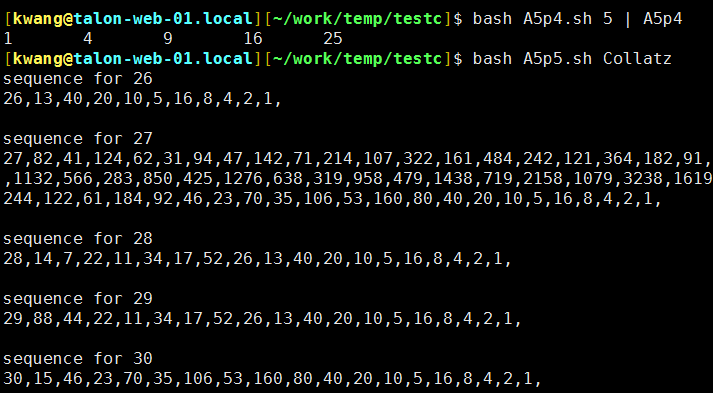 [kwang@talon-web-01.local][~/work/temp/testc]$ bash A5p4.sh 5 | A5p4
1       4       9       16      25
[kwang@talon-web-01.local][~/work/temp/testc]$ bash A5p5.sh Collatz
sequence for 26
26,13,40,20,10,5,16,8,4,2,1,
sequence for 27
27,82,41,124,62,31,94,47,142,71,214,107,322,161,484,242,121,364,182,91,
,1132,566,283,850,425,1276,638,319,958,479,1438,719,2158,1079,3238,1619
244,122,61,184,92,46,23,70,35,106,53,160,80,40,20,10,5,16,8,4,2,1,
sequence for 28
28,14,7,22,11,34,17,52,26,13,40,20,10,5,16,8,4,2,1,
sequence for 29
29,88,44,22,11,34,17,52,26,13,40,20,10,5,16,8,4,2,1,
sequence for 30
30,15,46,23,70,35,106,53,160,80,40,20,10,5,16,8,4,2,1,